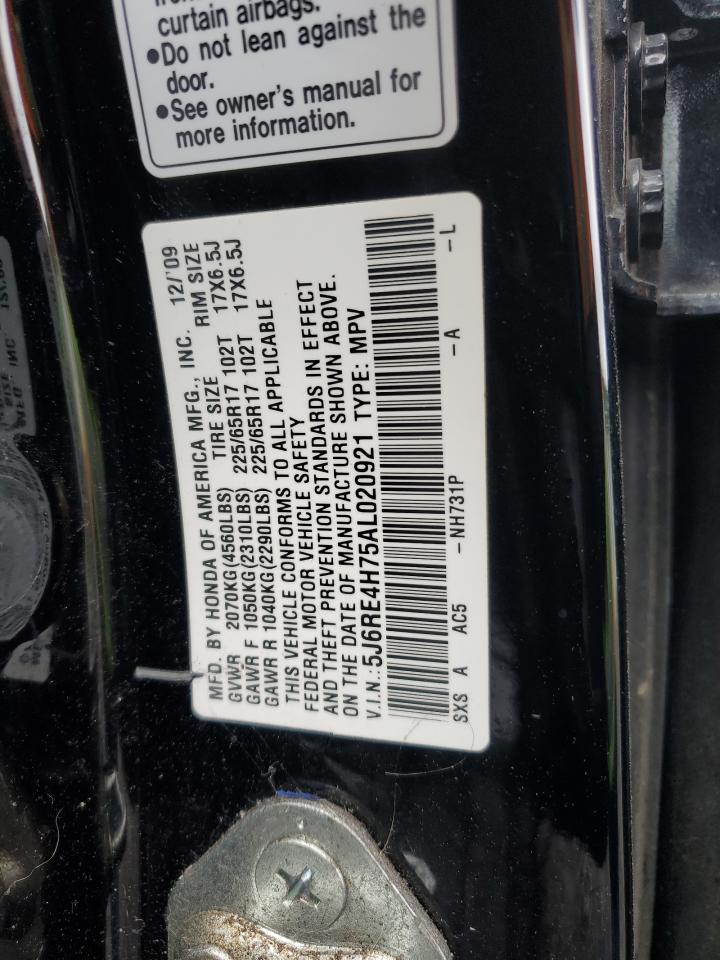 curtain airbags.
●Do not lean against the
door.
●See owner's manual for
more information.
MFD. BY HONDA OF AMERICA MFG., INC. 12/'09
GVWR 2070KG(4560LBS) TIRE SIZE RIM SIZE
GAWR F 1050KG(2310LBS) 225/65R17 102T 17X6.5J
GAWR R 1040KG(2290LBS) 225/65R17 102T 17X6.5J
THIS VEHICLE CONFORMS TO ALL APPLICABLE
FEDERAL MOTOR VEHICLE SAFETY
AND THEFT PREVENTION STANDARDS IN EFFECT
ON THE DATE OF MANUFACTURE SHOWN ABOVE.
V.I.N.: 5J6RE4H75AL020921 TYPE: MPV
SXS A AC5 -NH731P -A -L